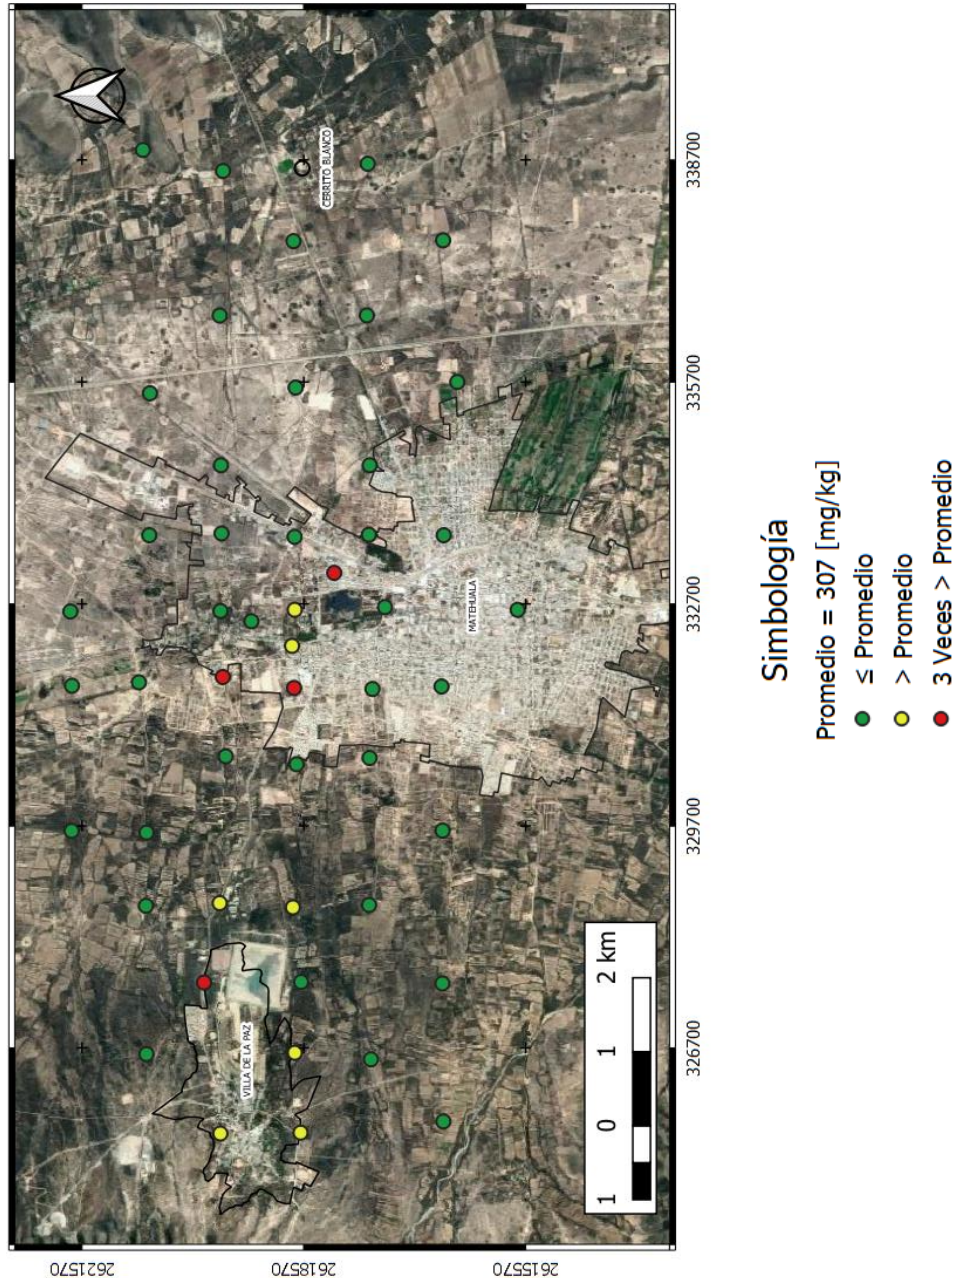 CERRITO BLANCO
MATEHUALA
VILLA DE LA PAZ
1 0 1 2 km
326700 329700 332700 335700 338700
2621570
2618570
2615570
Simbología
Promedio = 307 [mg/kg]
≤ Promedio
> Promedio
3 Veces > Promedio